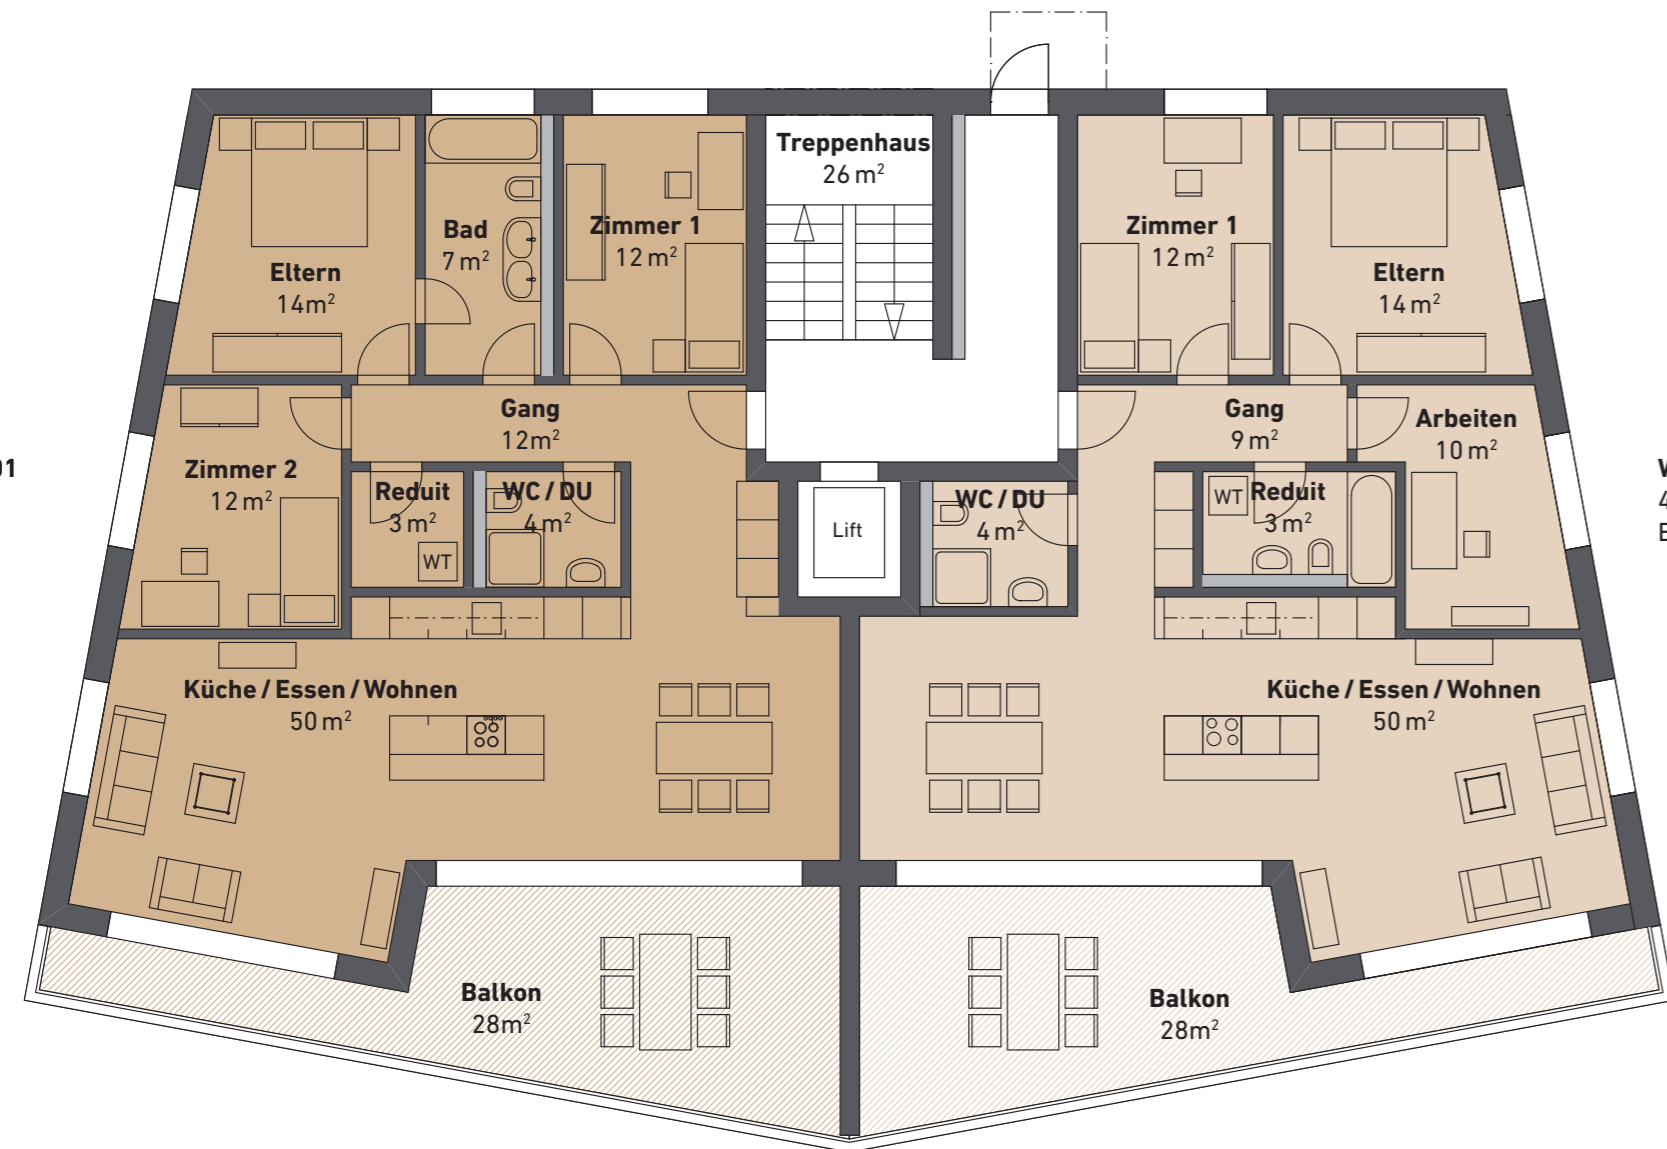 Treppenhaus
26 m²
Bad
7 m²
Zimmer 1
12 m²
Zimmer 1
12 m²
Eltern
14m²
Eltern
14 m²
Gang
12m²
Gang
9 m²
Arbeiten
10 m²
01
Zimmer 2
12 m²
Reduit
3 m²
WT
WC / DU
4 m²
Lift
WC / DU
4 m²
WT
Reduit
3 m²
4
E
Küche / Essen / Wohnen
50 m²
Küche / Essen / Wohnen
50 m²
Balkon
28m²
Balkon
28m²